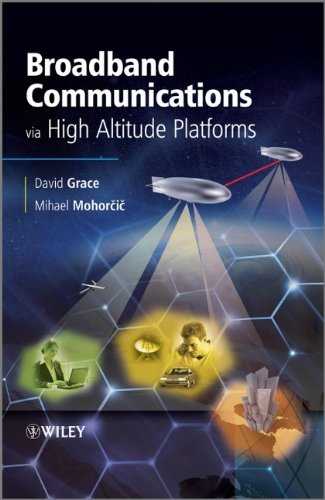 Broadband
Communications
via High Altitude Platforms
David Grace
Mihael Mohorčič
WILEY